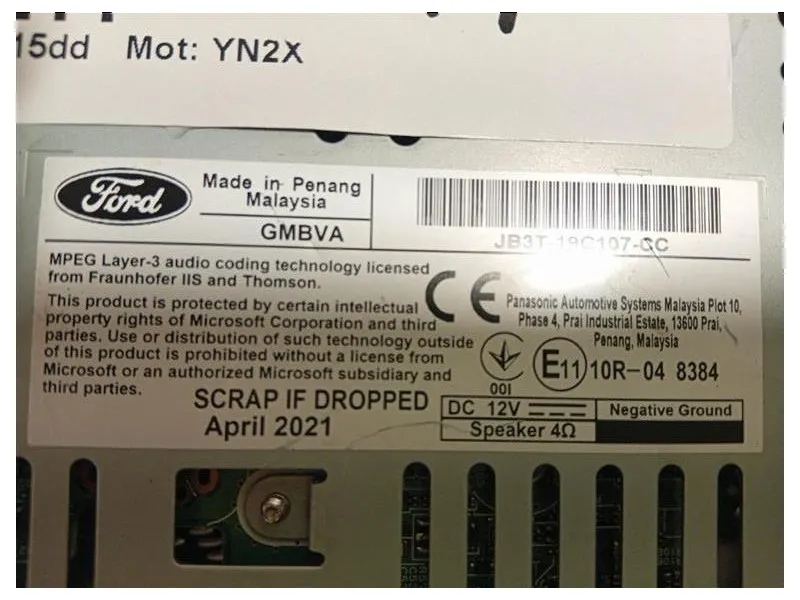 15dd Mot: YN2X
Ford
Made in Penang
Malaysia
GMBVA
JB3T-19C107-CC
MPEG Layer-3 audio coding technology licensed
from Fraunhofer IIS and Thomson.
This product is protected by certain intellectual
property rights of Microsoft Corporation and third
parties. Use or distribution of such technology outside
of this product is prohibited without a license from
Microsoft or an authorized Microsoft subsidiary and
third parties.
CE
Panasonic Automotive Systems Malaysia Plot 10,
Phase 4, Prai Industrial Estate, 13600 Prai,
Penang, Malaysia
001
E11 10R-04 8384
SCRAP IF DROPPED
April 2021
DC 12V
Negative Ground
Speaker 4Ω